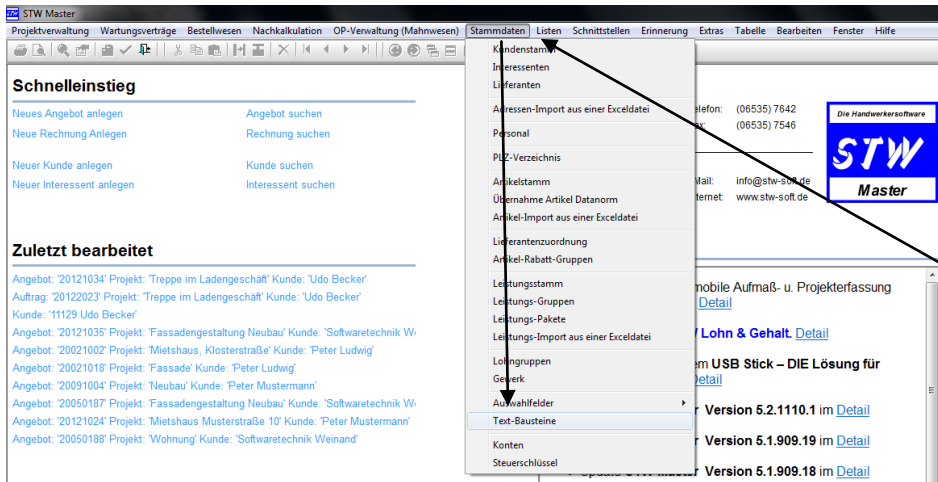 STW Master
Projektverwaltung Wartungsverträge Bestellwesen Nachkalkulation OP-Verwaltung (Mahnwesen) Stammdaten Listen Schnittstellen Erinnerung Extras Tabelle Bearbeiten Fenster Hilfe
Schnelleinstieg
Neues Angebot anlegen Angebot suchen
Neue Rechnung Anlegen Rechnung suchen
Neuer Kunde anlegen Kunde suchen
Neuer Interessent anlegen Interessent suchen
Zuletzt bearbeitet
Angebot: '20121034' Projekt: 'Treppe im Ladengeschäft' Kunde: 'Udo Becker'
Auftrag: '20122023' Projekt: 'Treppe im Ladengeschäft' Kunde: 'Udo Becker'
Kunde: '11129 Udo Becker'
Angebot: '20121035' Projekt: 'Fassadengestaltung Neubau' Kunde: 'Softwaretechnik W
Angebot: '20021002' Projekt: 'Mietshaus, Klosterstraße' Kunde: 'Peter Ludwig'
Angebot: '20021018' Projekt: 'Fassade' Kunde: 'Peter Ludwig'
Angebot: '20091004' Projekt: 'Neubau' Kunde: 'Peter Mustermann'
Angebot: '20050187' Projekt: 'Fassadengestaltung Neubau' Kunde: 'Softwaretechnik W
Angebot: '20121024' Projekt: 'Mietshaus Musterstraße 10' Kunde: 'Peter Mustermann'
Angebot: '20050188' Projekt: 'Wohnung' Kunde: 'Softwaretechnik Weinand'
Kundenstamm
Interessenten
Lieferanten
Adressen-Import aus einer Exceldatei
Personal
PLZ-Verzeichnis
Artikelstamm
Übernahme Artikel Datanorm
Artikel-Import aus einer Exceldatei
Lieferantenzuordnung
Artikel-Rabatt-Gruppen
Leistungsstamm
Leistungs-Gruppen
Leistungs-Pakete
Leistungs-Import aus einer Exceldatei
Lohngruppen
Gewerk
Auswahlfelder
Text-Bausteine
Konten
Steuerschlüssel
elefon: (06535) 7642
(06535) 7546
Mail: info@stw-soft.de
ternet: www.stw-soft.de
Die Handwerkersoftware
STW
Master
mobile Aufmaß- u. Projekterfassung
Detail
Lohn & Gehalt. Detail
em USB Stick – DIE Lösung für
Detail
r Version 5.2.1110.1 im Detail
r Version 5.1.909.19 im Detail
r Version 5.1.909.18 im Detail